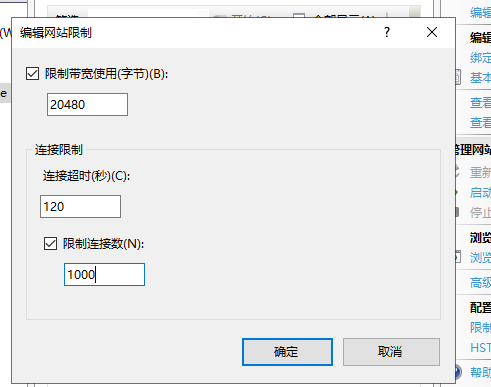 编辑网站限制
? ×
限制带宽使用(字节)(B):
20480
连接限制
连接超时(秒)(C):
120
限制连接数(N):
1000
确定
取消
编辑
编辑
绑定
基本
查看
查看
管理网站
重新
启动
停止
浏览
浏览
高级
配置
限制
HST
帮助